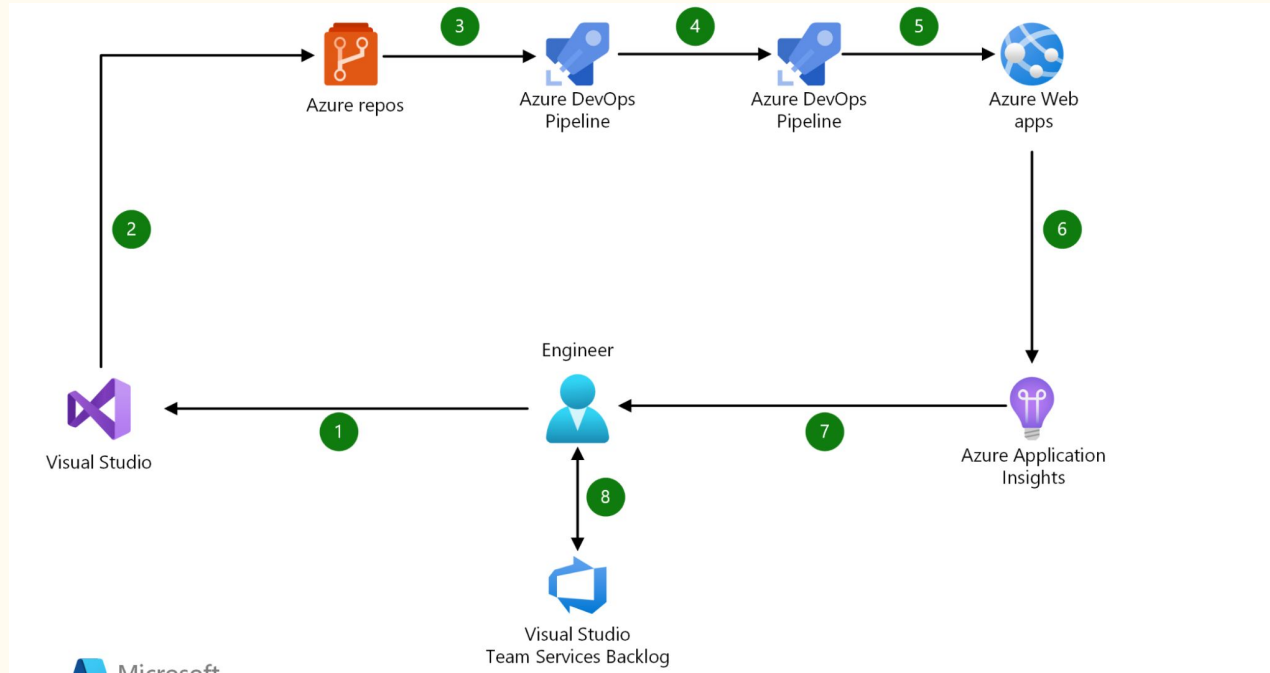 3
4
5
Azure repos
Azure DevOps
Pipeline
Azure DevOps
Pipeline
Azure Web
apps
2
6
Engineer
1
7
Visual Studio
Azure Application
Insights
8
Visual Studio
Team Services Backlog
Microsoft